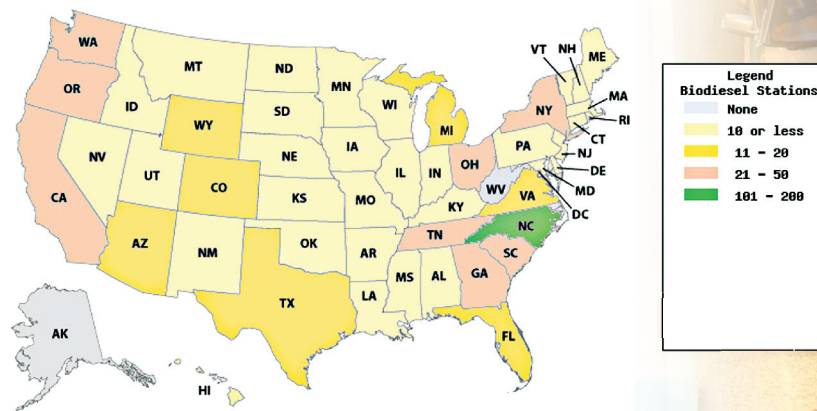 WA
MT
ND
MN
VT
NH
ME
OR
ID
SD
WI
MI
NY
MA
RI
CT
WY
NE
IA
PA
NJ
DE
MD
DC
NV
UT
CO
KS
MO
IL
IN
OH
WV
VA
KY
CA
AZ
NM
OK
AR
TN
NC
SC
TX
LA
MS
AL
GA
FL
AK
HI
Legend
Biodiesel Stations
None
10 or less
11 - 20
21 - 50
101 - 200